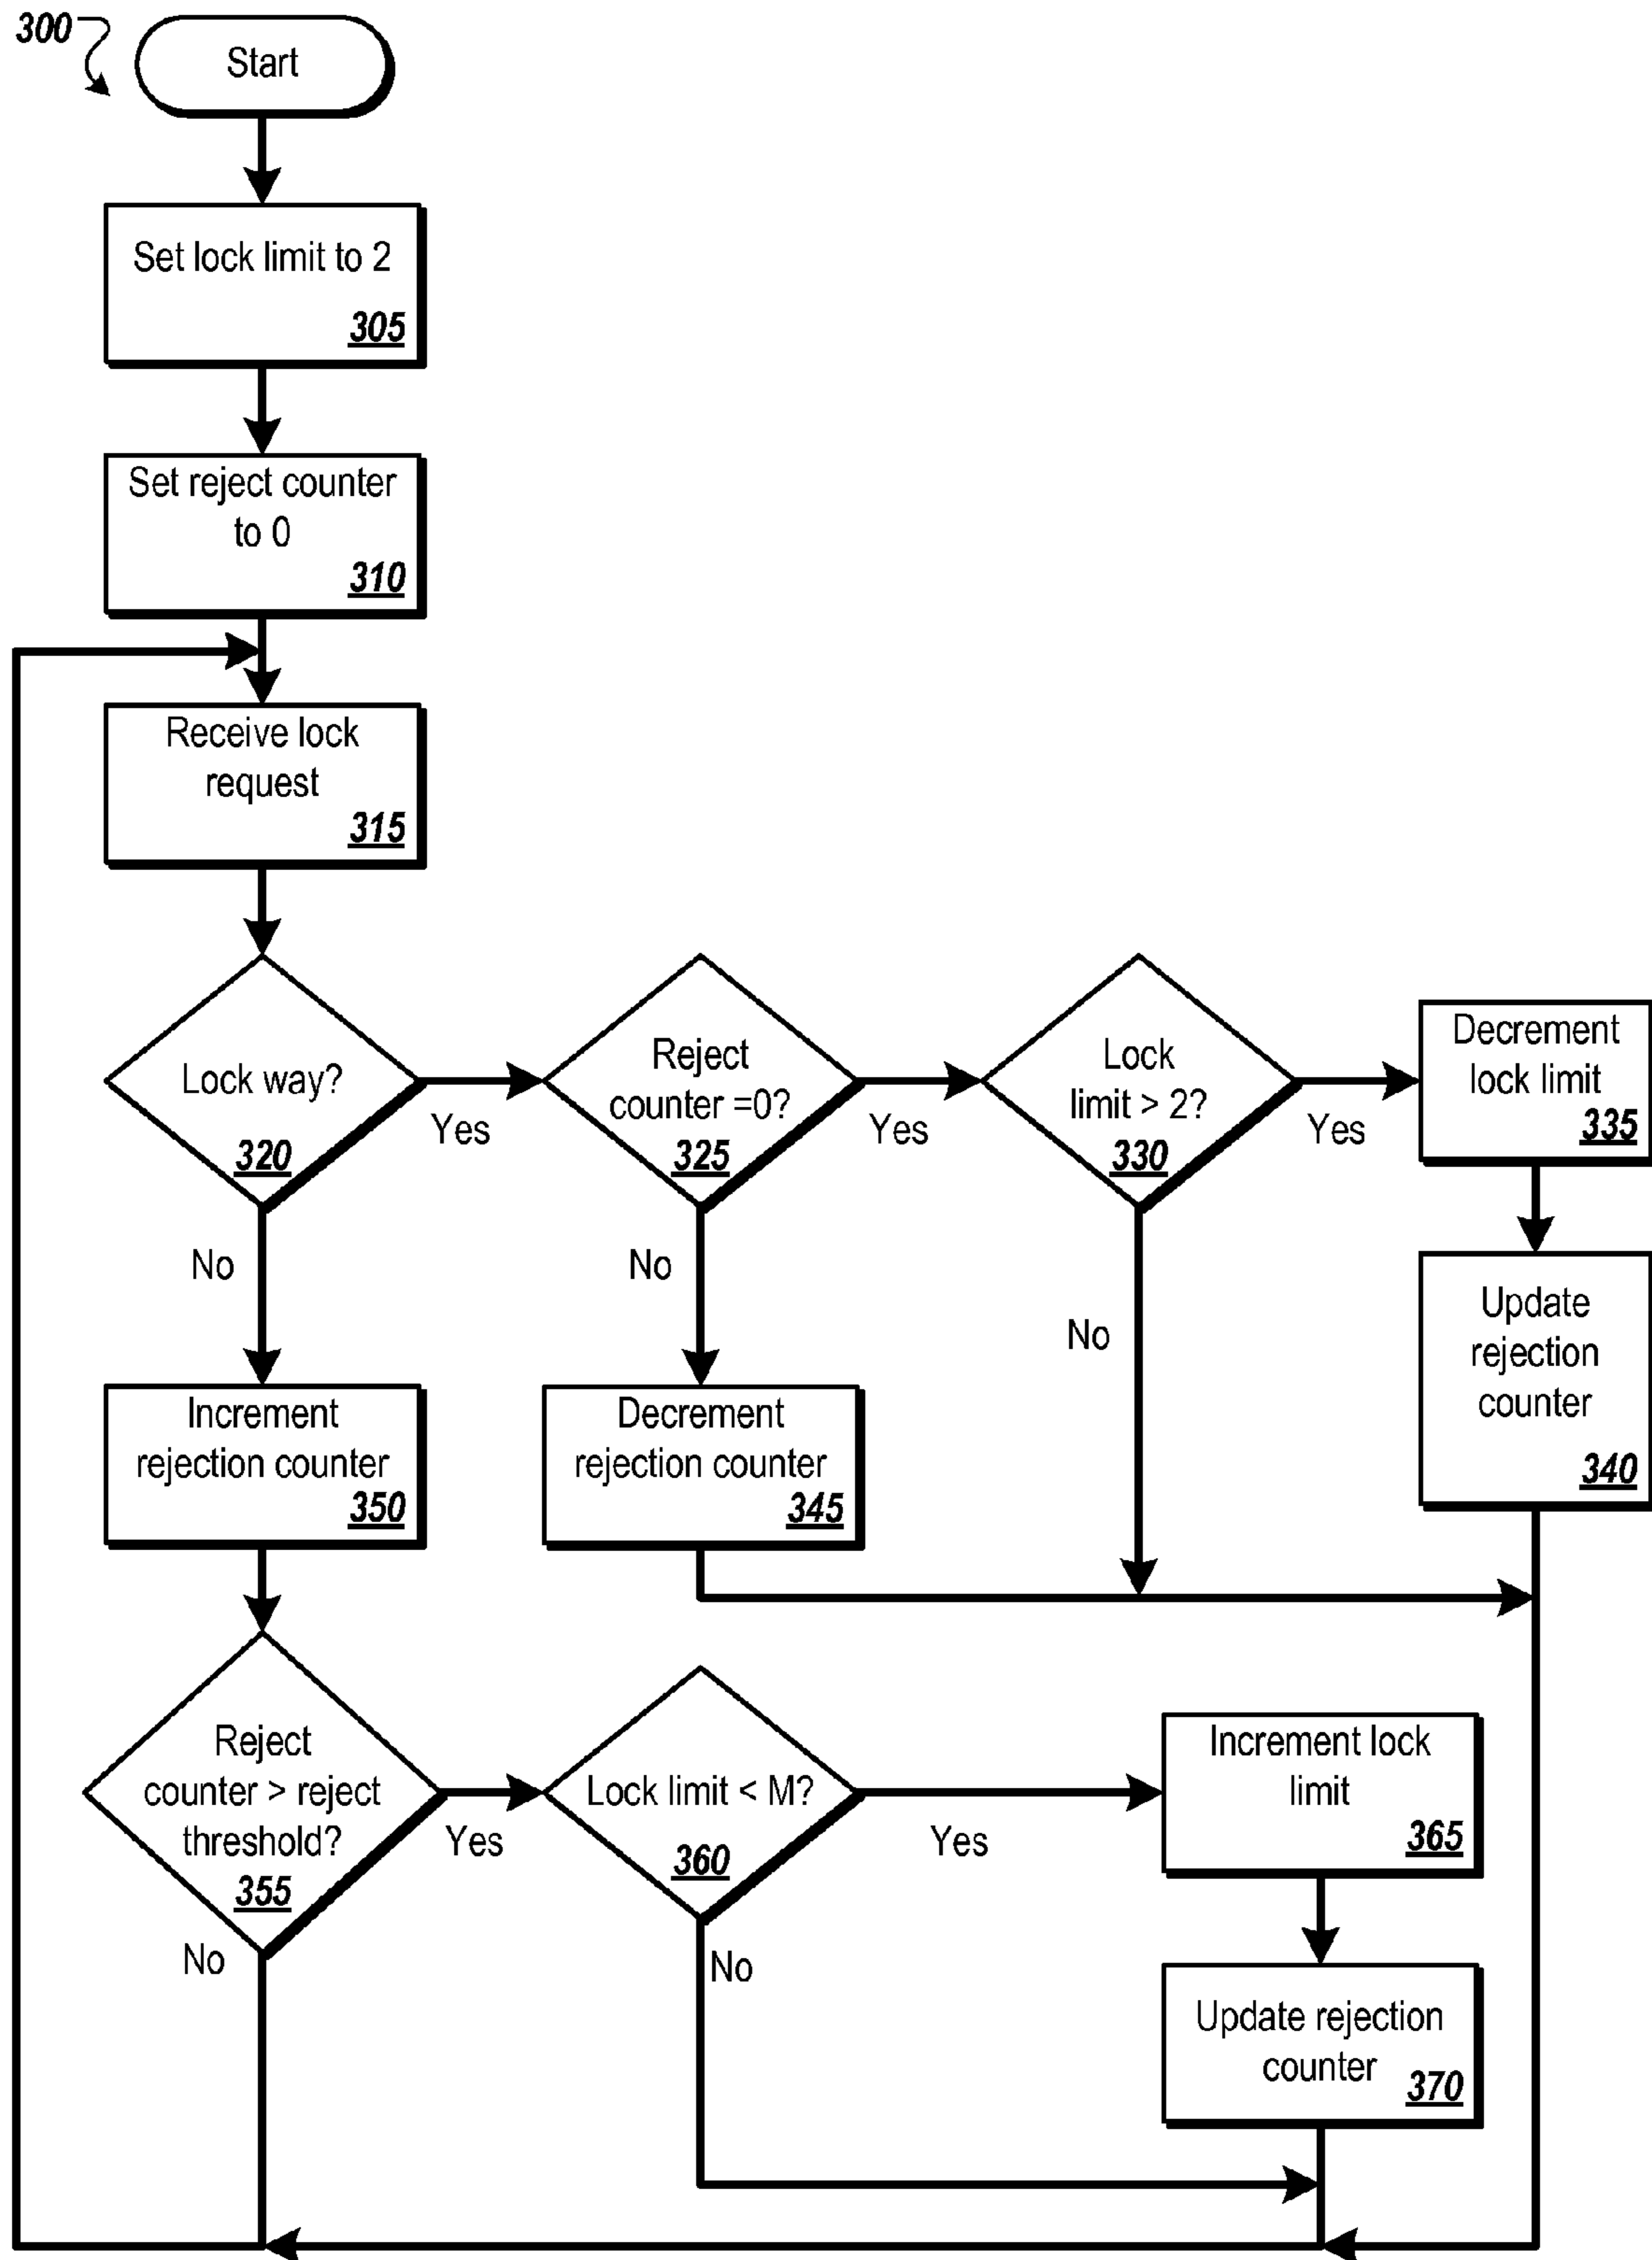 300
Start
Set lock limit to 2
305
Set reject counter
to 0
310
Receive lock
request
315
Lock way?
320
Yes
No
Reject
counter =0?
325
Yes
No
Lock
limit > 2?
330
Yes
No
Decrement
lock limit
335
Update
rejection
counter
340
Increment
rejection counter
350
Decrement
rejection counter
345
Reject
counter > reject
threshold?
355
Yes
No
Lock limit < M?
360
Yes
No
Increment lock
limit
365
Update rejection
counter
370